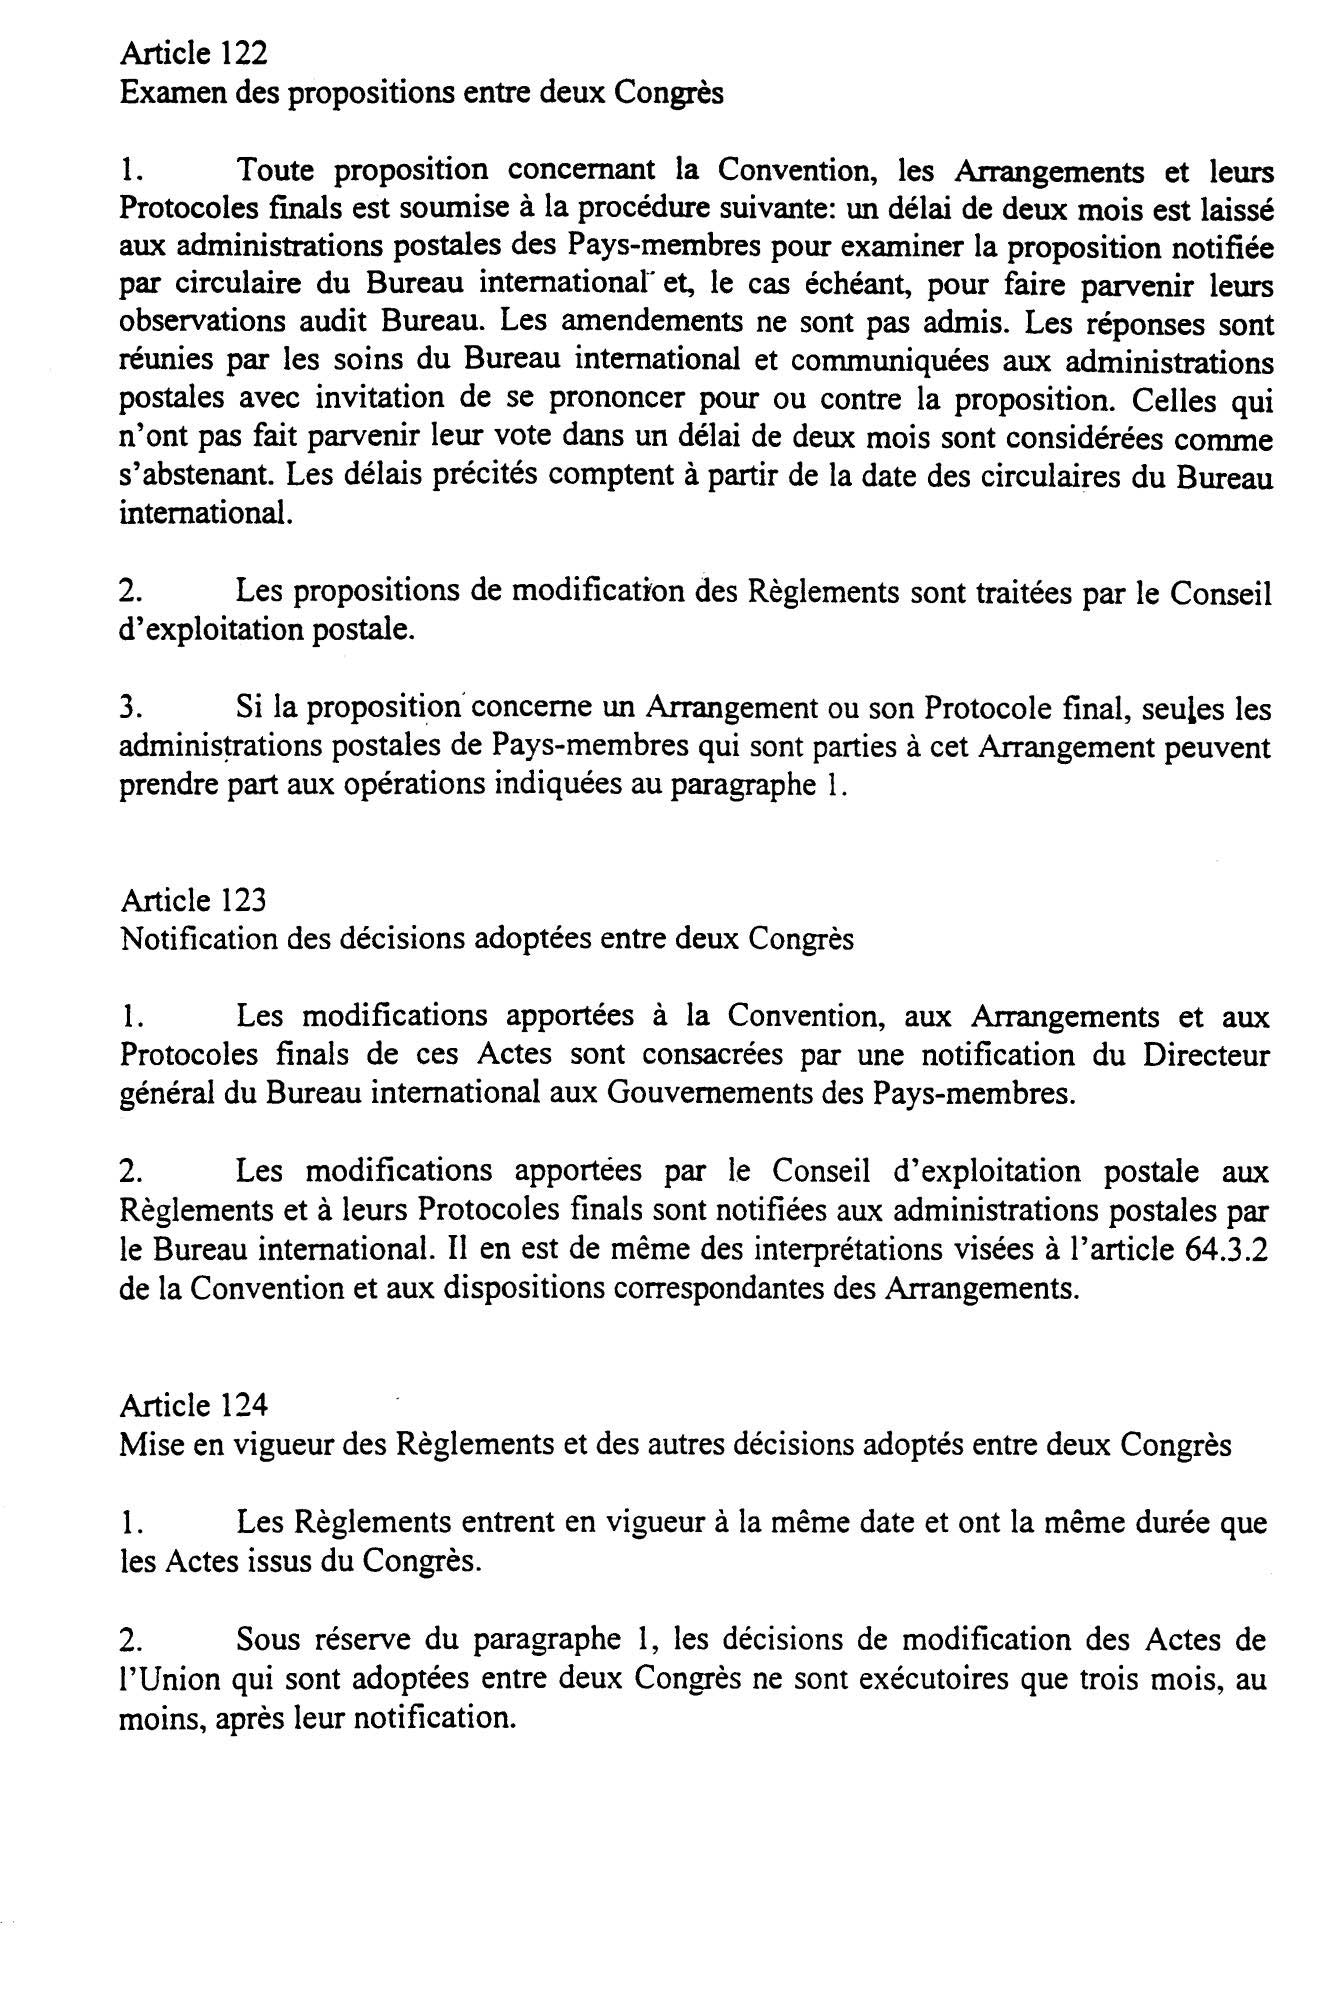 Article 122
Examen des propositions entre deux Congrès
1. Toute proposition concernant la Convention, les Arrangements et leurs
Protocoles finals est soumise à la procédure suivante: un délai de deux mois est laissé
aux administrations postales des Pays-membres pour examiner la proposition notifiée
par circulaire du Bureau international et, le cas échéant, pour faire parvenir leurs
observations audit Bureau. Les amendements ne sont pas admis. Les réponses sont
réunies par les soins du Bureau international et communiquées aux administrations
postales avec invitation de se prononcer pour ou contre la proposition. Celles qui
n'ont pas fait parvenir leur vote dans un délai de deux mois sont considérées comme
s'abstenant. Les délais précités comptent à partir de la date des circulaires du Bureau
international.
2. Les propositions de modification des Règlements sont traitées par le Conseil
d'exploitation postale.
3. Si la proposition concerne un Arrangement ou son Protocole final, seules les
administrations postales de Pays-membres qui sont parties à cet Arrangement peuvent
prendre part aux opérations indiquées au paragraphe 1.
Article 123
Notification des décisions adoptées entre deux Congrès
1. Les modifications apportées à la Convention, aux Arrangements et aux
Protocoles finals de ces Actes sont consacrées par une notification du Directeur
général du Bureau international aux Gouvernements des Pays-membres.
2. Les modifications apportées par le Conseil d'exploitation postale aux
Règlements et à leurs Protocoles finals sont notifiées aux administrations postales par
le Bureau international. Il en est de même des interprétations visées à l'article 64.3.2
de la Convention et aux dispositions correspondantes des Arrangements.
Article 124
Mise en vigueur des Règlements et des autres décisions adoptés entre deux Congrès
1. Les Règlements entrent en vigueur à la même date et ont la même durée que
les Actes issus du Congrès.
2. Sous réserve du paragraphe 1, les décisions de modification des Actes de
l'Union qui sont adoptées entre deux Congrès ne sont exécutoires que trois mois, au
moins, après leur notification.